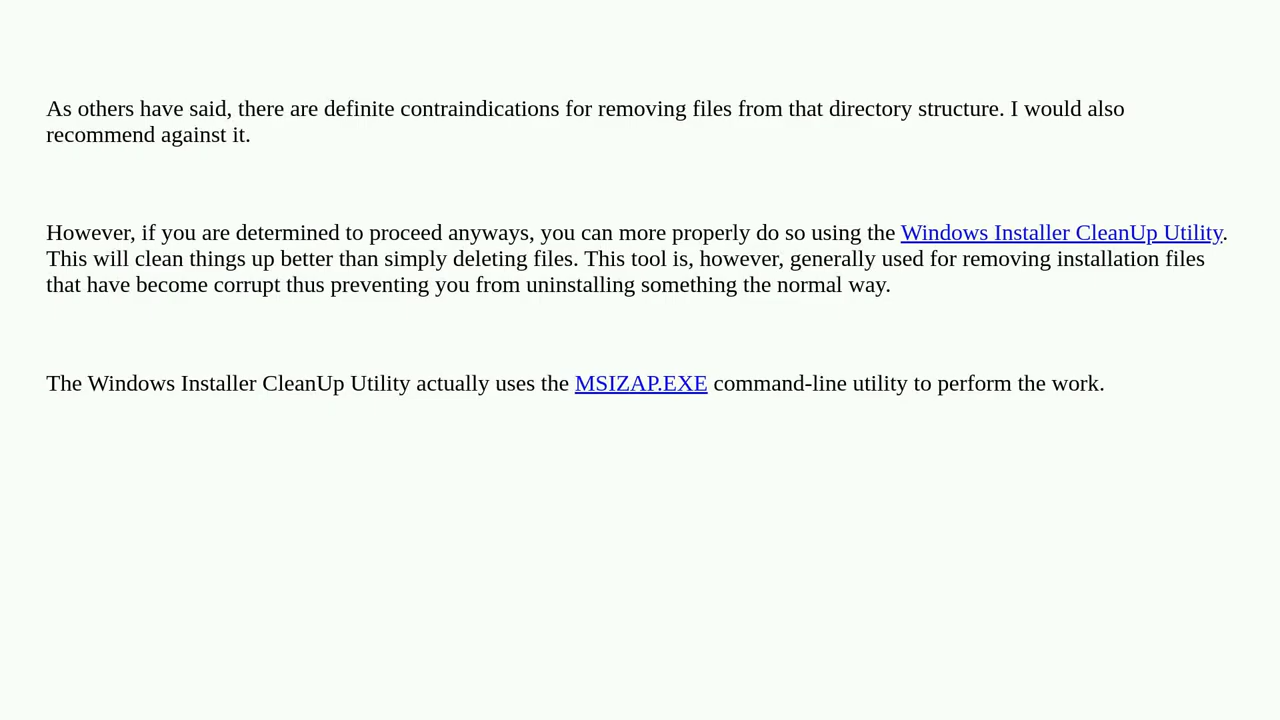 As others have said, there are definite contraindications for removing files from that directory structure. I would also
recommend against it.
However, if you are determined to proceed anyways, you can more properly do so using the Windows Installer CleanUp Utility.
This will clean things up better than simply deleting files. This tool is, however, generally used for removing installation files
that have become corrupt thus preventing you from uninstalling something the normal way.
The Windows Installer CleanUp Utility actually uses the MSIZAP.EXE command-line utility to perform the work.